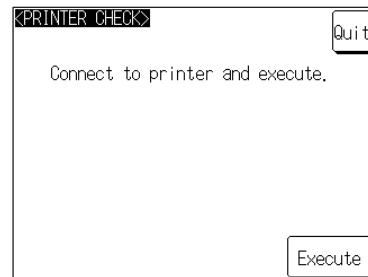 <PRINTER CHECK>
Quit
Connect to printer and execute.
Execute